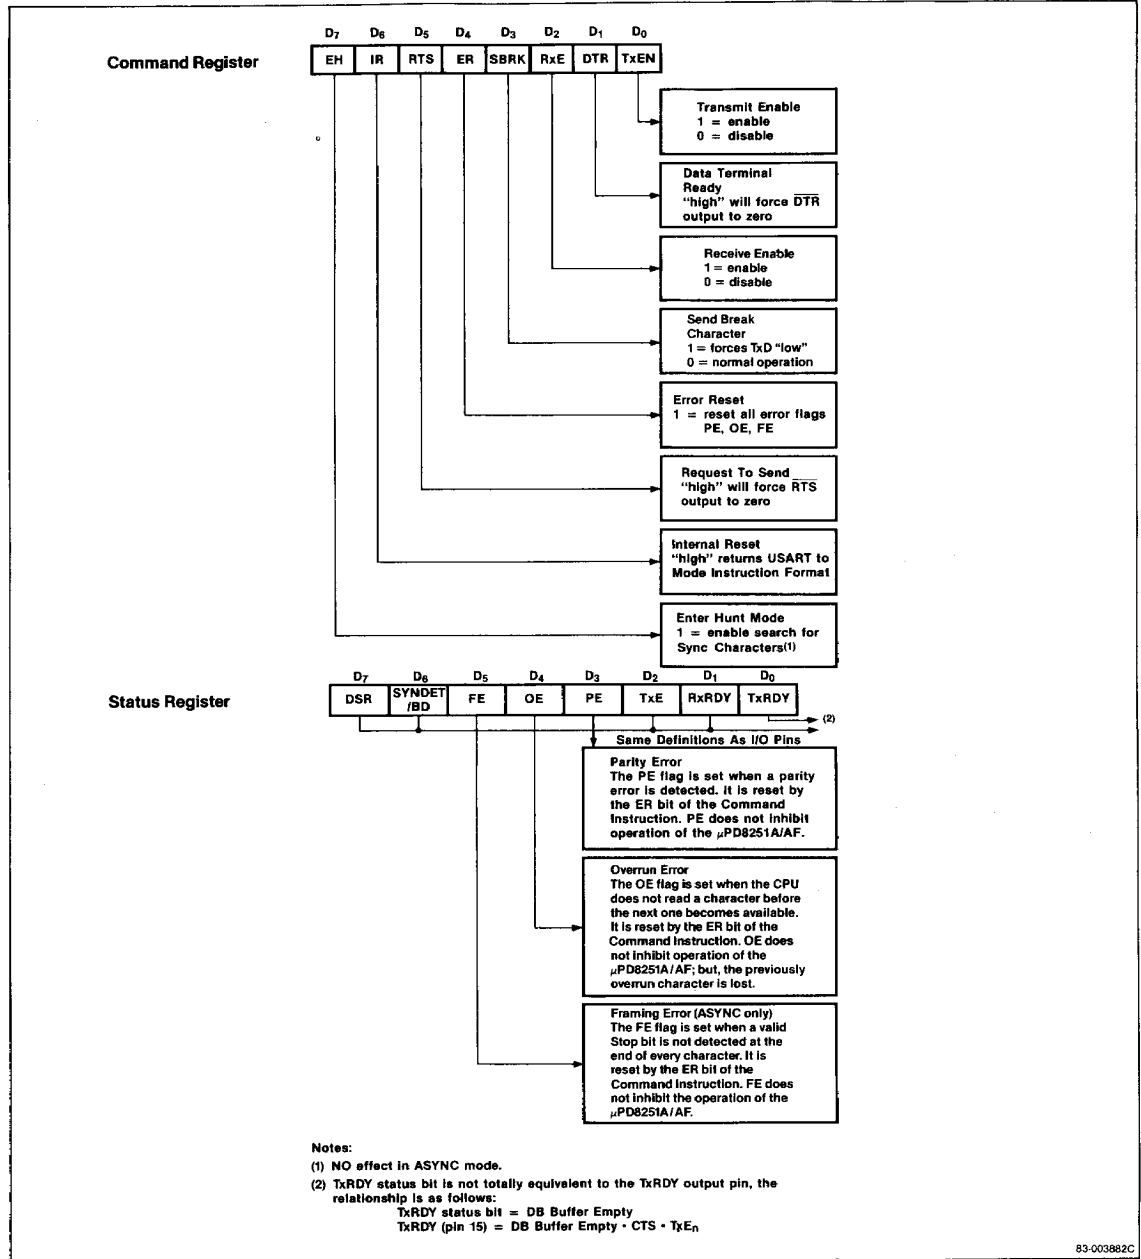 D7 D6 D5 D4 D3 D2 D1 D0
Command Register
EH IR RTS ER SBRK RxE DTR TxEN
Transmit Enable
1 = enable
0 = disable
Data Terminal
Ready
"high" will force DTR
output to zero
Receive Enable
1 = enable
0 = disable
Send Break
Character
1 = forces TxD "low"
0 = normal operation
Error Reset
1 = reset all error flags
PE, OE, FE
Request To Send
"high" will force RTS
output to zero
Internal Reset
"high" returns USART to
Mode Instruction Format
Enter Hunt Mode
1 = enable search for
Sync Characters(1)
D7 D6 D5 D4 D3 D2 D1 D0
Status Register
DSR SYNDET/BD FE OE PE TxE RxRDY TxRDY
(2)
Same Definitions As I/O Pins
Parity Error
The PE flag is set when a parity
error is detected. It is reset by
the ER bit of the Command
Instruction. PE does not inhibit
operation of the μPD8251A/AF.
Overrun Error
The OE flag is set when the CPU
does not read a character before
the next one becomes available.
It is reset by the ER bit of the
Command Instruction. OE does
not inhibit operation of the
μPD8251A/AF; but, the previously
overrun character is lost.
Framing Error (ASYNC only)
The FE flag is set when a valid
Stop bit is not detected at the
end of every character. It is
reset by the ER bit of the
Command Instruction. FE does
not inhibit the operation of the
μPD8251A/AF.
Notes:
(1) NO effect in ASYNC mode.
(2) TxRDY status bit is not totally equivalent to the TxRDY output pin, the
relationship is as follows:
TxRDY status bit = DB Buffer Empty
TxRDY (pin 15) = DB Buffer Empty • CTS • TxEn
83-003882C